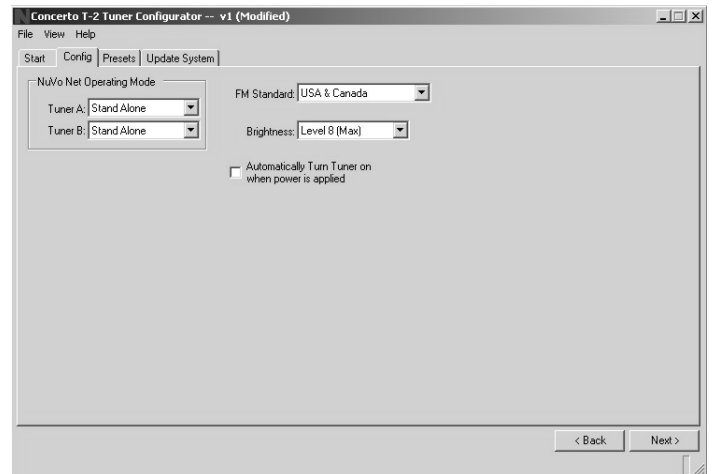 Concerto T-2 Tuner Configurator -- v1 (Modified)
File View Help
Start Config Presets Update System
NuVo Net Operating Mode
Tuner A: Stand Alone
Tuner B: Stand Alone
FM Standard: USA & Canada
Brightness: Level 8 (Max)
Automatically Turn Tuner on
when power is applied
< Back Next >